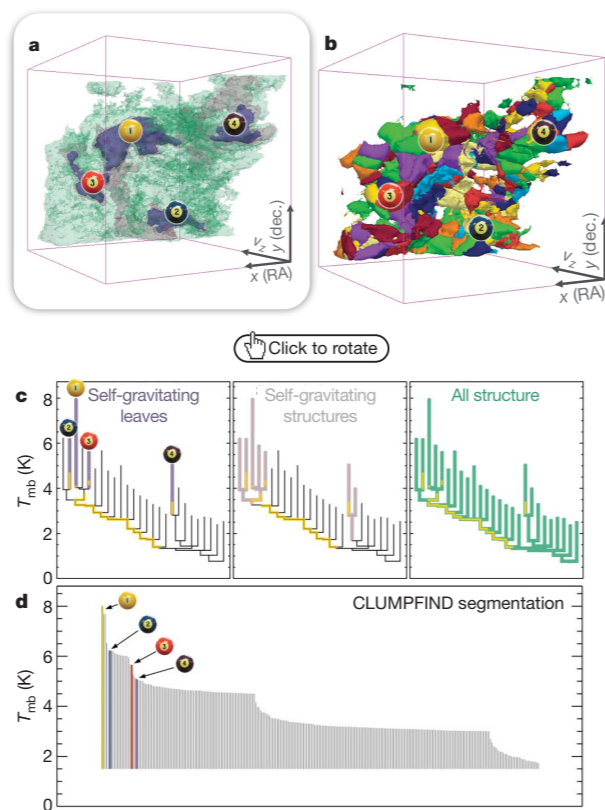 a
b
1
4
3
2
1
4
3
2
y (dec.)
v_z
x (RA)
y (dec.)
v_z
x (RA)
Click to rotate
c
T_mb (K)
8
6
4
2
0
1
2
3
4
Self-gravitating
leaves
Self-gravitating
structures
All structure
d
CLUMPFIND segmentation
T_mb (K)
8
6
4
2
0
1
2
3
4